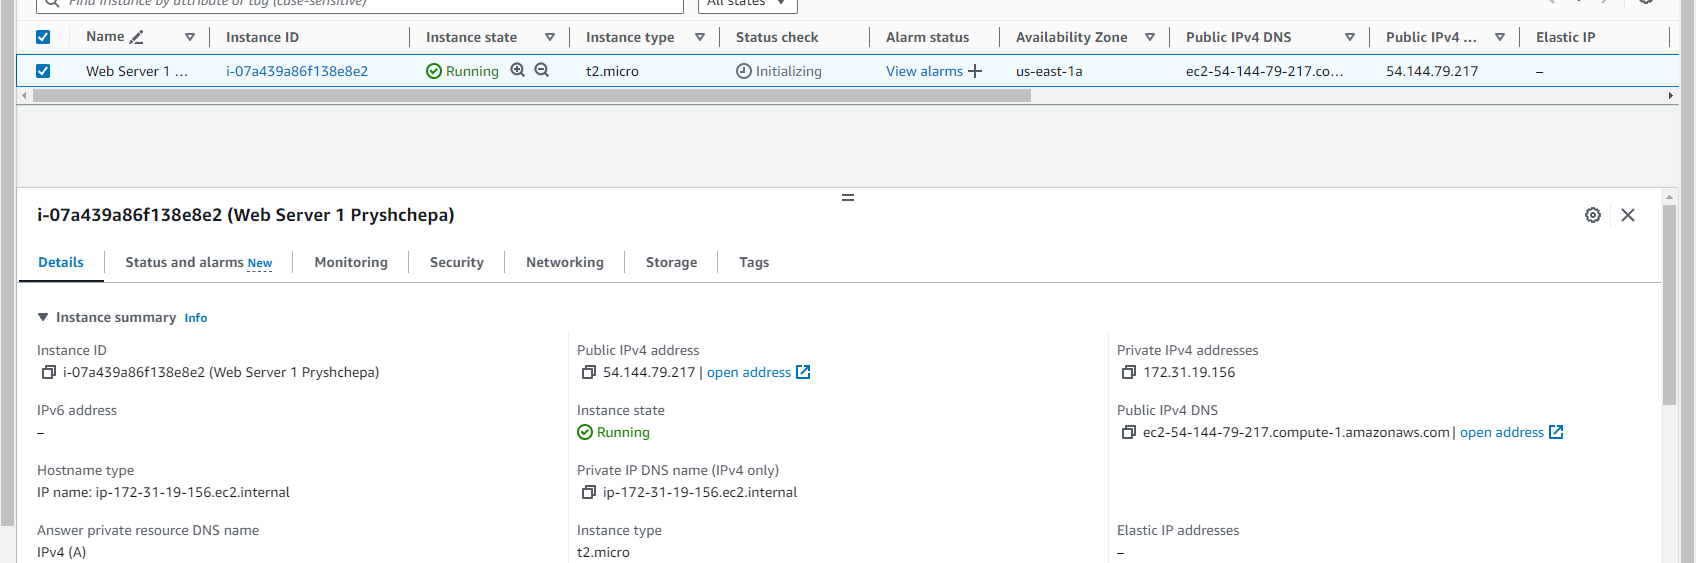 Find Instance by attribute or tag (case-sensitive)
All states
Name Instance ID Instance state Instance type Status check Alarm status Availability Zone Public IPv4 DNS Public IPv4 ... Elastic IP
Web Server 1 ... i-07a439a86f138e8e2 Running t2.micro Initializing View alarms + us-east-1a ec2-54-144-79-217.co... 54.144.79.217 –
i-07a439a86f138e8e2 (Web Server 1 Pryshchepa)
Details Status and alarms New Monitoring Security Networking Storage Tags
Instance summary Info
Instance ID
i-07a439a86f138e8e2 (Web Server 1 Pryshchepa)
Public IPv4 address
54.144.79.217 | open address
Private IPv4 addresses
172.31.19.156
IPv6 address
–
Instance state
Running
Public IPv4 DNS
ec2-54-144-79-217.compute-1.amazonaws.com | open address
Hostname type
IP name: ip-172-31-19-156.ec2.internal
Private IP DNS name (IPv4 only)
ip-172-31-19-156.ec2.internal
Answer private resource DNS name
IPv4 (A)
Instance type
t2.micro
Elastic IP addresses
–